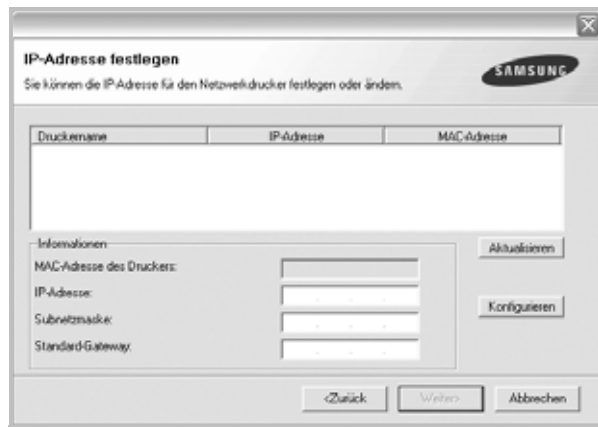 IP-Adresse festlegen
Sie können die IP-Adresse für den Netzwerkdrucker festlegen oder ändern.
SAMSUNG
Druckername IP-Adresse MAC-Adresse
Informationen
MAC-Adresse des Druckers:
IP-Adresse:
Subnetzmaske:
Standard-Gateway:
Aktualisieren
Konfigurieren
<Zurück Weiter> Abbrechen